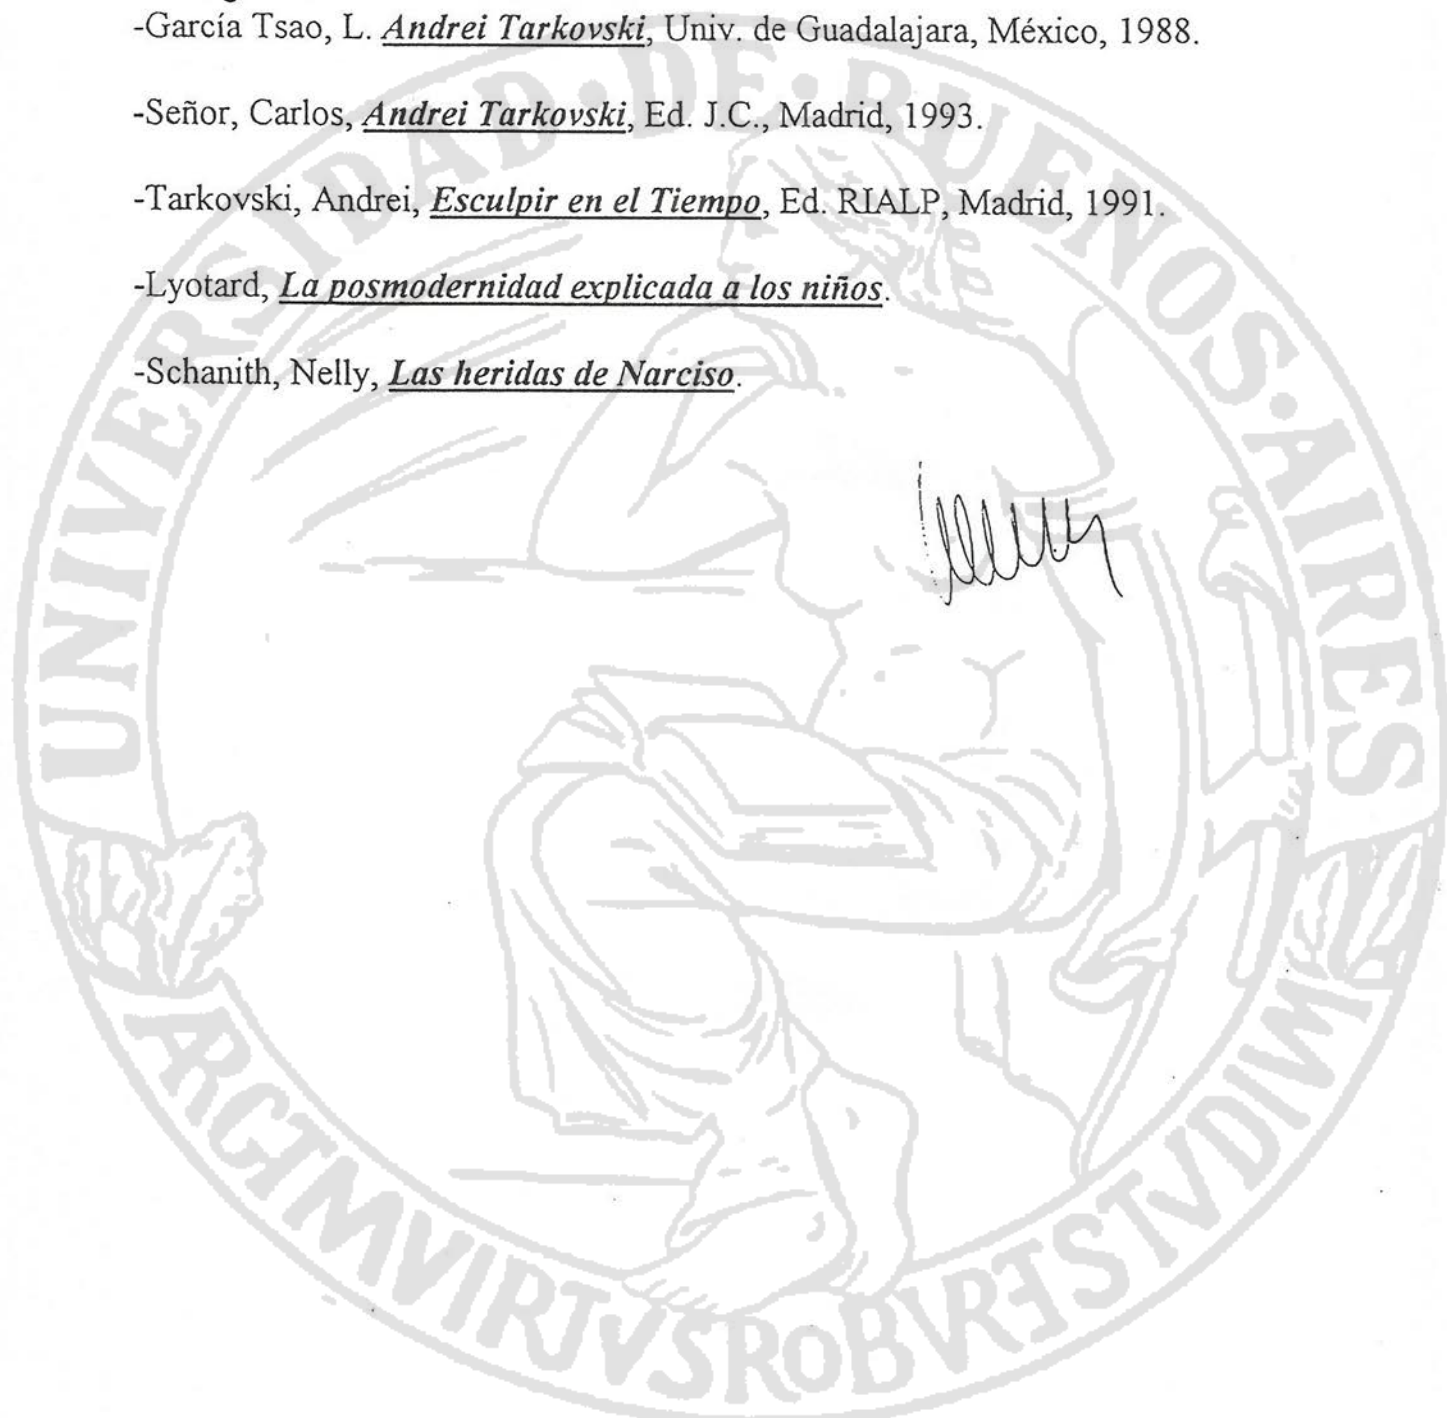 -García Tsao, L. Andrei Tarkovski, Univ. de Guadalajara, México, 1988.
-Señor, Carlos, Andrei Tarkovski, Ed. J.C., Madrid, 1993.
-Tarkovski, Andrei, Esculpir en el Tiempo, Ed. RIALP, Madrid, 1991.
-Lyotard, La posmodernidad explicada a los niños.
-Schanith, Nelly, Las heridas de Narciso.
UNIVERSIDAD·DE·BUENOS·AIRES
ARGT·M·VIRTVS·ROBVR·ET·STVDIVM